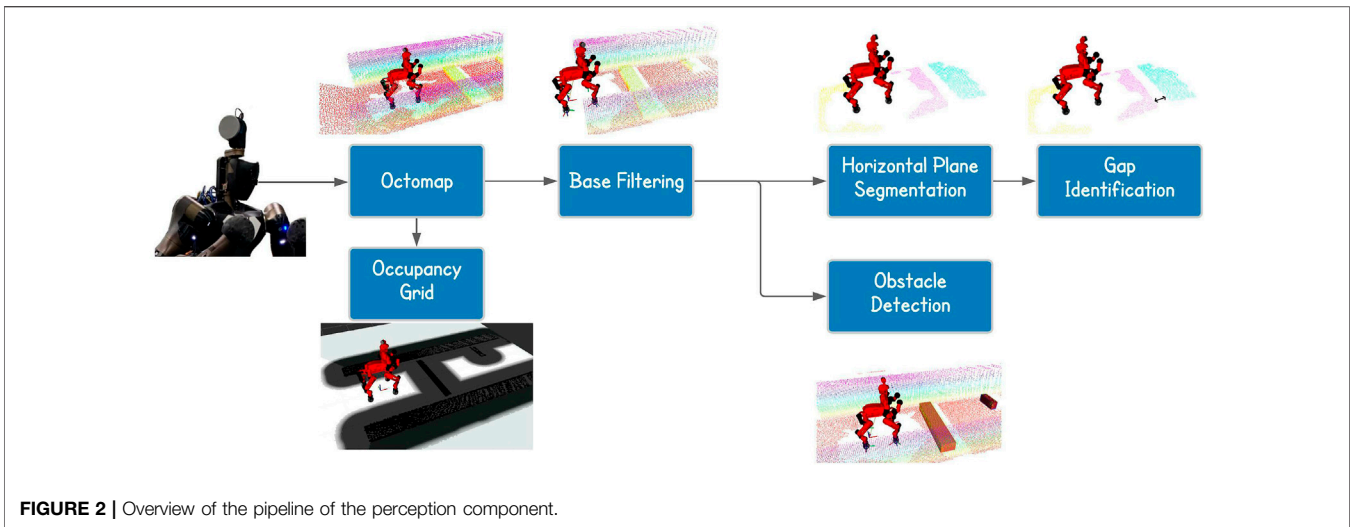 Octomap
Base Filtering
Horizontal Plane
Segmentation
Gap
Identification
Occupancy
Grid
Obstacle
Detection
FIGURE 2 | Overview of the pipeline of the perception component.